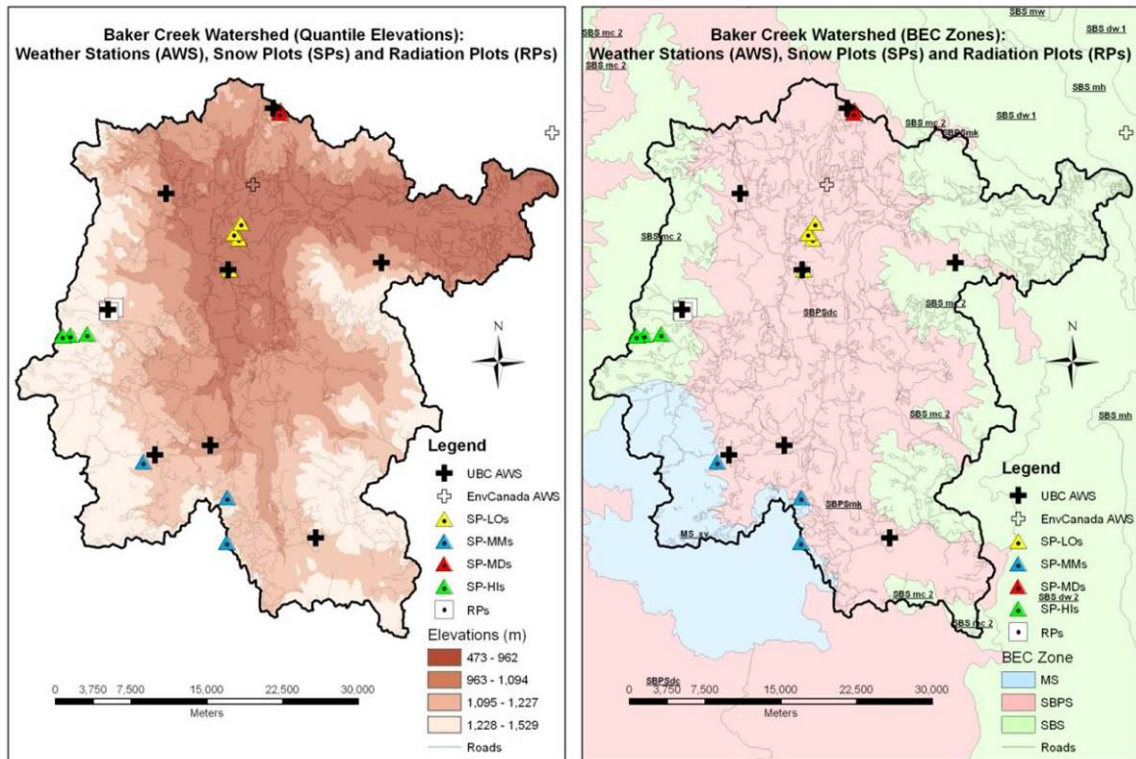 Baker Creek Watershed (Quantile Elevations):
Weather Stations (AWS), Snow Plots (SPs) and Radiation Plots (RPs)
N
Legend
UBC AWS
EnvCanada AWS
SP-LOs
SP-MMs
SP-MDs
SP-HIs
RPs
Elevations (m)
473 - 962
963 - 1,094
1,095 - 1,227
1,228 - 1,529
Roads
0 3,750 7,500 15,000 22,500 30,000
Meters
SBS mw
SBS dw 1
SBS mc 2
Baker Creek Watershed (BEC Zones):
Weather Stations (AWS), Snow Plots (SPs) and Radiation Plots (RPs)
SBS mc 2
SBS mh
SBS mc 2
SBS dw 1
SBPSmk
SBS mc 2
SBS mc 2
SBPSdc
N
SBS mc 2
SBS mh
SBPSmk
SBS dw 2
SBS mc 2
SBS mc 2
SBPSdc
Legend
UBC AWS
EnvCanada AWS
SP-LOs
SP-MMs
SP-MDs
SP-HIs
RPs
BEC Zone
MS
SBPS
SBS
Roads
0 3,750 7,500 15,000 22,500 30,000
Meters